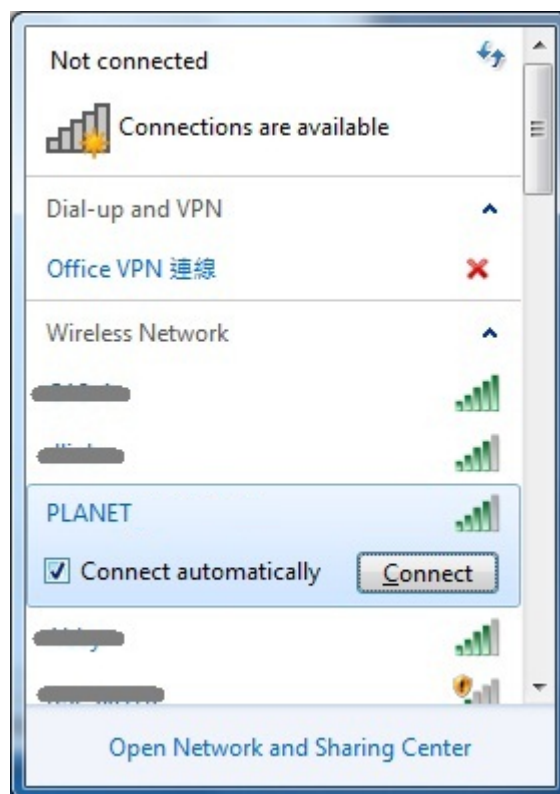 Not connected
Connections are available
Dial-up and VPN
Office VPN 連線
Wireless Network
PLANET
Connect automatically
Connect
Open Network and Sharing Center